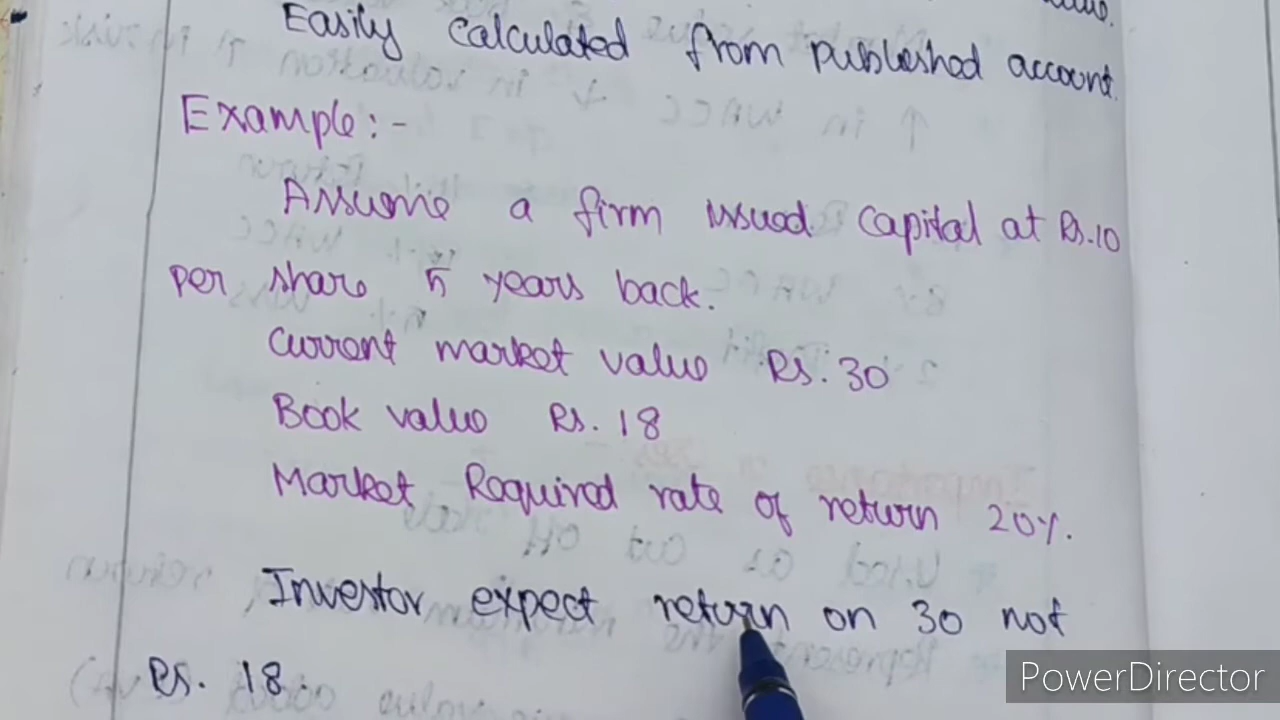 Easily calculated from published account.
Example:-
Assume a firm issued capital at Rs.10
per share 5 years back.
Current market value Rs. 30
Book value Rs. 18
Market Required rate of return 20%.
Investor expect return on 30 not
Rs. 18
PowerDirector